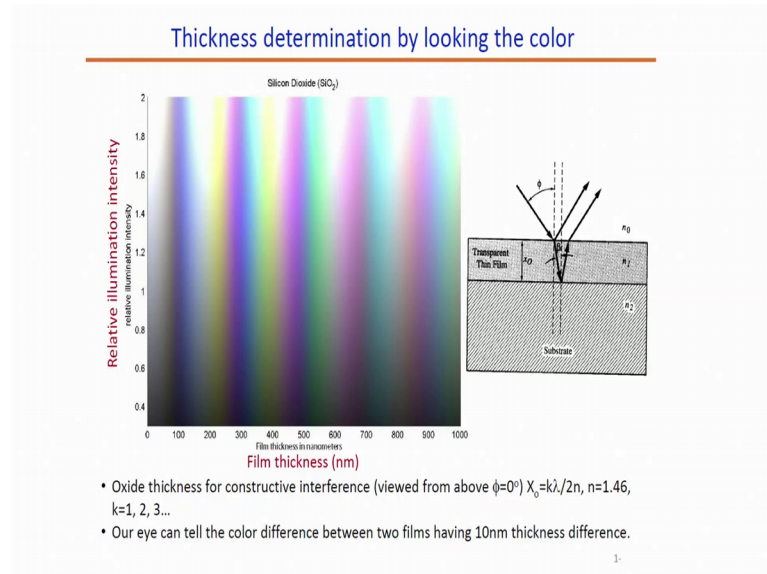 Thickness determination by looking the color
Silicon Dioxide (SiO₂)
Relative illumination intensity
relative illumination intensity
2
1.8
1.6
1.4
1.2
1
0.8
0.6
0.4
0 100 200 300 400 500 600 700 800 900 1000
Film thickness in nanometers
Film thickness (nm)
ϕ
n₀
Transparent
Thin Film
x₀
β
n₁
n₂
Substrate
• Oxide thickness for constructive interference (viewed from above ϕ=0°) Xₒ=kλ/2n, n=1.46,
k=1, 2, 3...
• Our eye can tell the color difference between two films having 10nm thickness difference.
1-